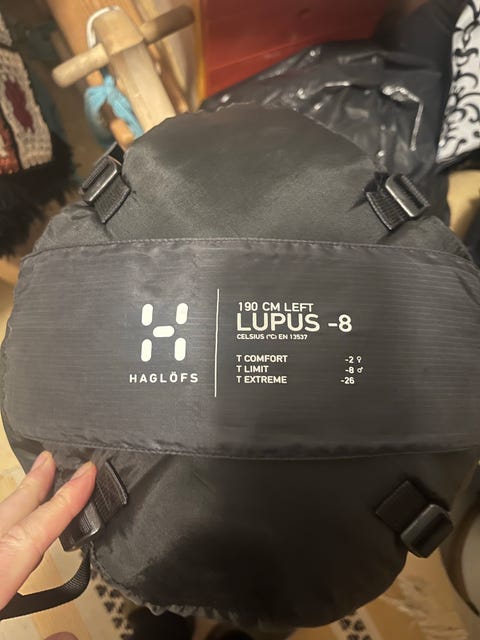 190 CM LEFT
LUPUS -8
CELSIUS (°C) EN 13537
T COMFORT -2 ♀
T LIMIT -8 ♂
T EXTREME -26
HAGLÖFS